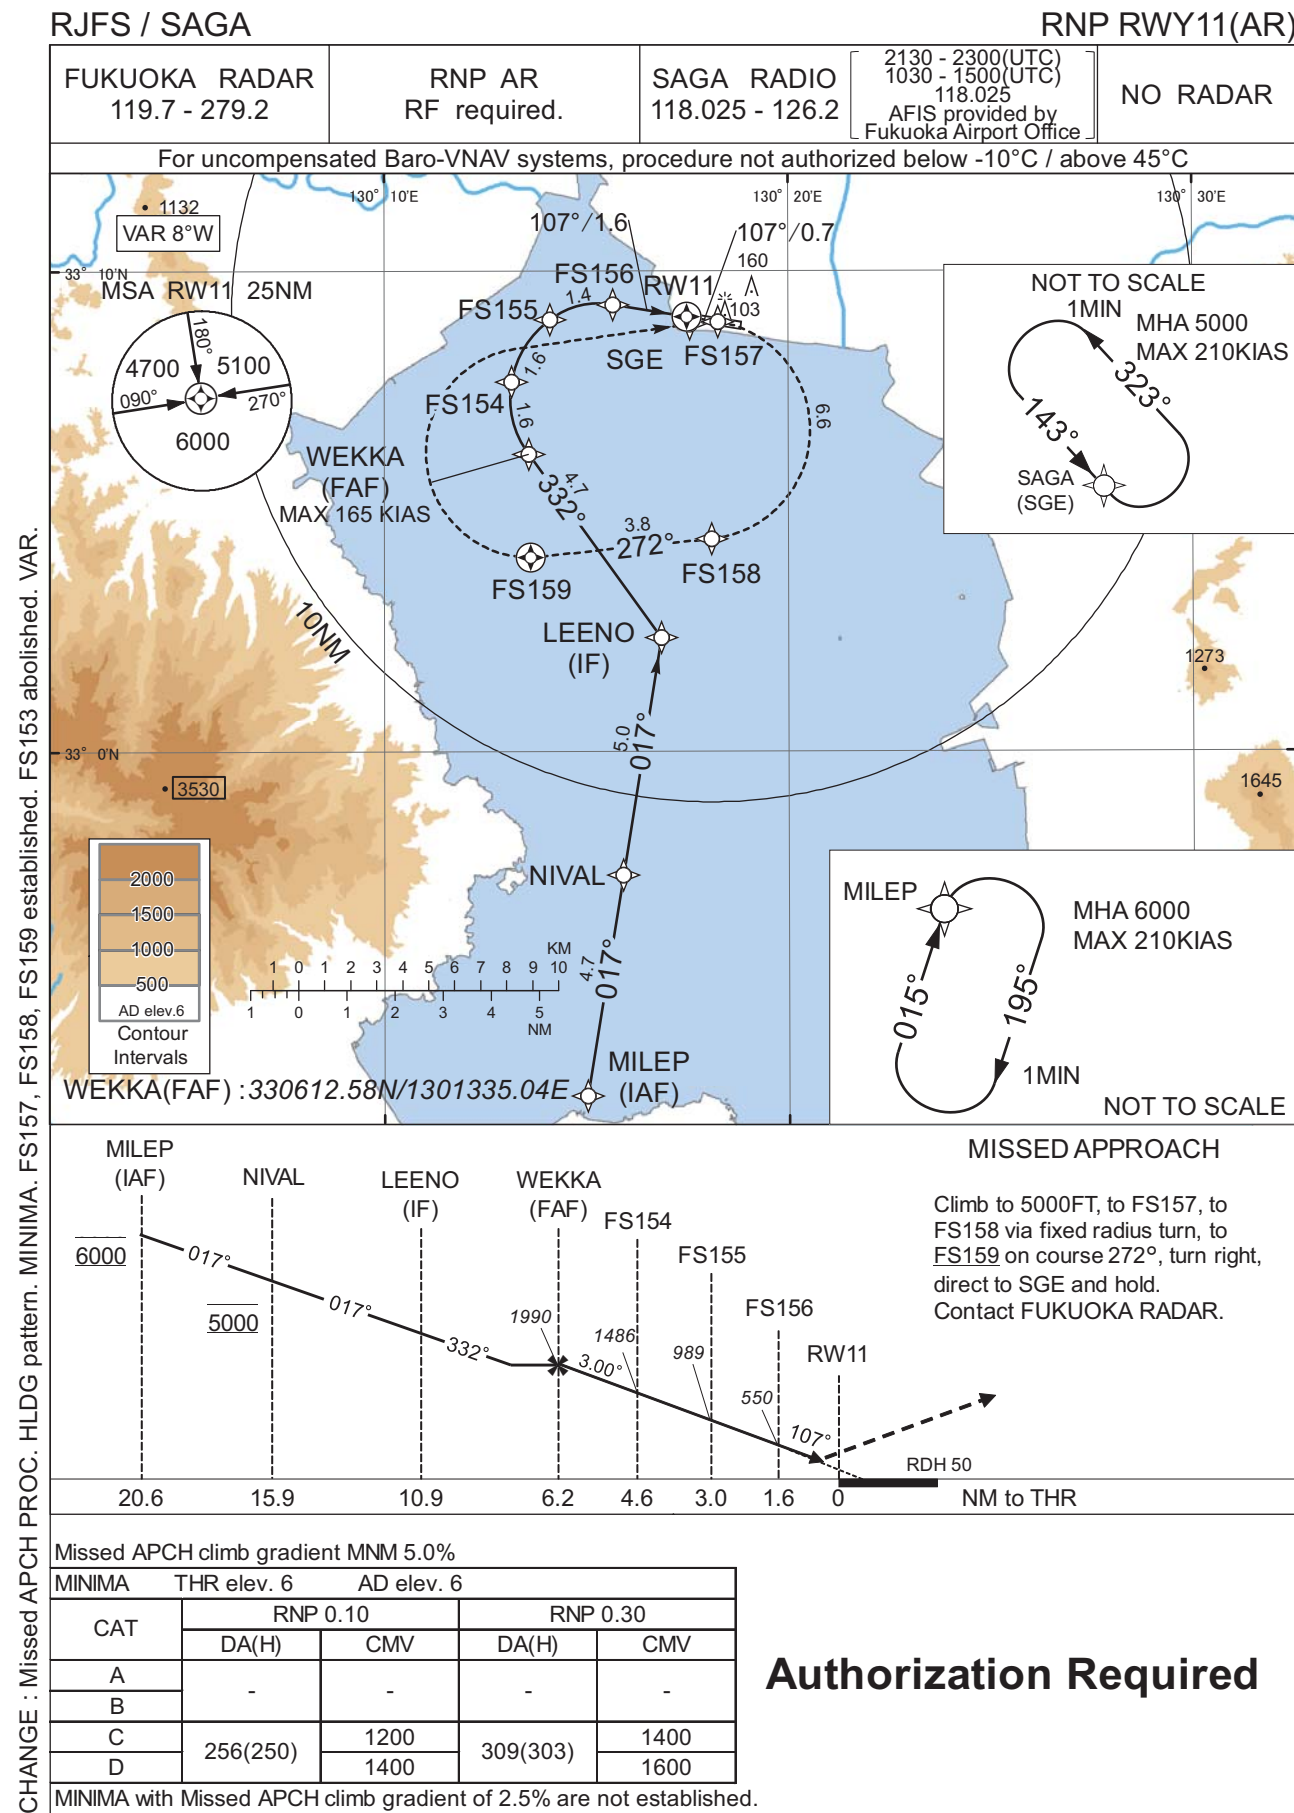 RJFS / SAGA
RNP RWY11(AR)
FUKUOKA RADAR
119.7 - 279.2
RNP AR
RF required.
SAGA RADIO
118.025 - 126.2
2130 - 2300(UTC)
1030 - 1500(UTC)
118.025
AFIS provided by
Fukuoka Airport Office
NO RADAR
For uncompensated Baro-VNAV systems, procedure not authorized below -10°C / above 45°C
130° 10'E
130° 20'E
130° 30'E
1132
VAR 8°W
33° 10'N
MSA RW11 25NM
180°
4700
5100
090°
270°
6000
107°/1.6
107°/0.7
160
103
FS156
RW11
FS155
1.4
SGE
FS157
1.6
FS154
1.6
6.6
WEKKA
(FAF)
MAX 165 KIAS
4.7
332°
3.8
272°
FS159
FS158
LEENO
(IF)
10NM
5.0
017°
NIVAL
4.7
017°
MILEP
(IAF)
NOT TO SCALE
1MIN
MHA 5000
MAX 210KIAS
323°
143°
SAGA
(SGE)
1273
1645
33° 0'N
3530
2000
1500
1000
500
AD elev.6
Contour
Intervals
KM
1 0 1 2 3 4 5 6 7 8 9 10
1 0 1 2 3 4 5
NM
WEKKA(FAF) :330612.58N/1301335.04E
MILEP
MHA 6000
MAX 210KIAS
015°
195°
1MIN
NOT TO SCALE
MILEP
(IAF)
NIVAL
LEENO
(IF)
WEKKA
(FAF)
FS154
FS155
FS156
RW11
6000
5000
017°
017°
332°
1990
1486
989
550
3.00°
107°
RDH 50
20.6 15.9 10.9 6.2 4.6 3.0 1.6 0 NM to THR
MISSED APPROACH
Climb to 5000FT, to FS157, to
FS158 via fixed radius turn, to
FS159 on course 272°, turn right,
direct to SGE and hold.
Contact FUKUOKA RADAR.
Missed APCH climb gradient MNM 5.0%
MINIMA THR elev. 6 AD elev. 6
CAT RNP 0.10 RNP 0.30
DA(H) CMV DA(H) CMV
A
B
- - - -
C 256(250) 1200 309(303) 1400
D 1400 1600
MINIMA with Missed APCH climb gradient of 2.5% are not established.
Authorization Required
CHANGE : Missed APCH PROC. HLDG pattern. MINIMA. FS157, FS158, FS159 established. FS153 abolished. VAR.